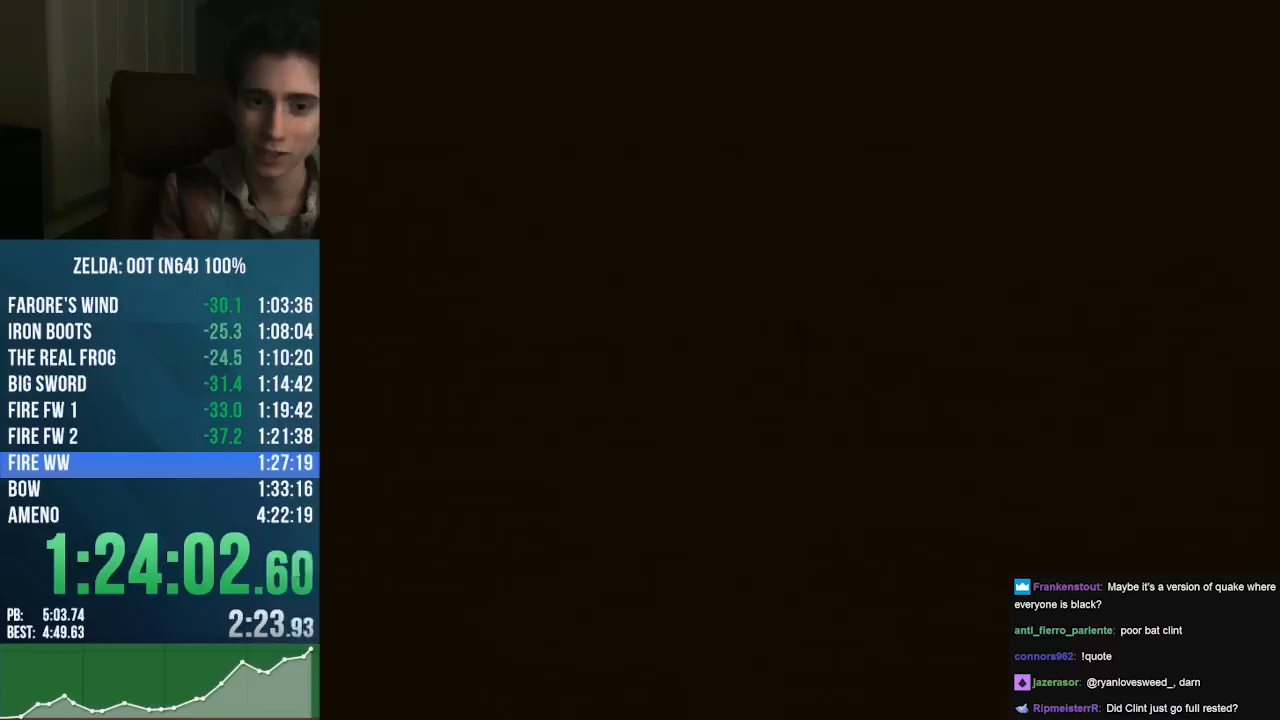 ZELDA: OOT (N64) 100%
FARORE'S WIND -30.1 1:03:36
IRON BOOTS -25.3 1:08:04
THE REAL FROG -24.5 1:10:20
BIG SWORD -31.4 1:14:42
FIRE FW 1 -33.0 1:19:42
FIRE FW 2 -37.2 1:21:38
FIRE WW 1:27:19
BOW 1:33:16
AMENO 4:22:19
1:24:02.60
PB: 5:03.74
BEST: 4:49.63
2:23.93
Frankenstout: Maybe it's a version of quake where
everyone is black?
anti_fierro_pariente: poor bat clint
connors962: !quote
jazerasor: @ryanlovesweed_, darn
RipmeisterrR: Did Clint just go full rested?